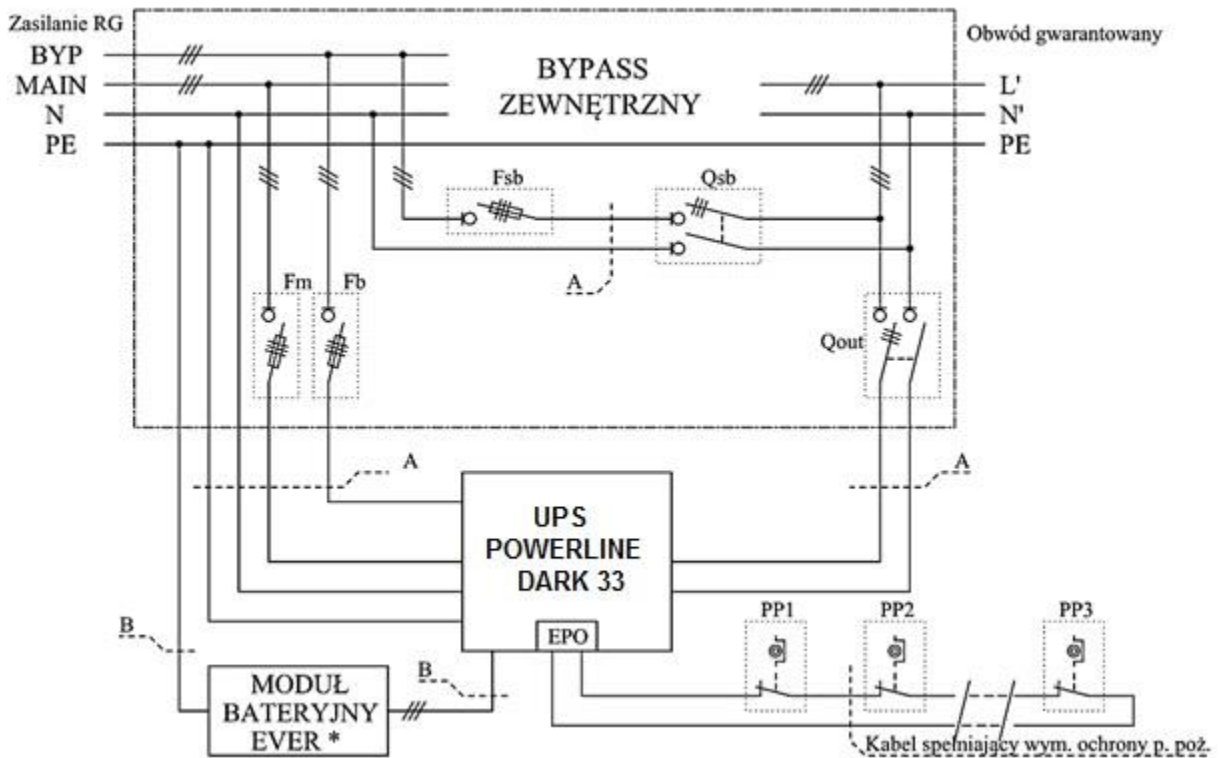 Zasilanie RG
BYP
MAIN
N
PE
BYPASS
ZEWNĘTRZNY
Obwód gwarantowany
L'
N'
PE
Fsb
Qsb
A
Fm
Fb
Qout
A
A
UPS
POWERLINE
DARK 33
EPO
PP1
PP2
PP3
B
B
MODUŁ
BATERYJNY
EVER *
Kabel spełniający wym. ochrony p. poż.